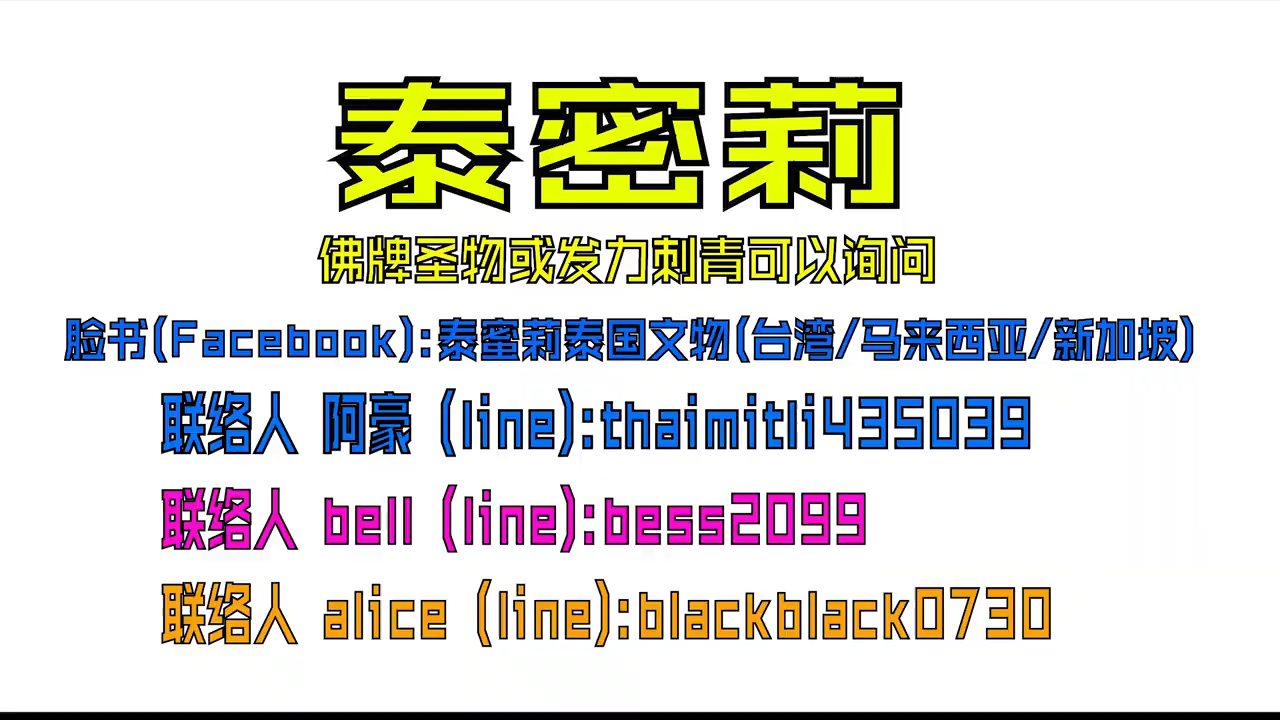 泰密莉
佛牌圣物或发力刺青可以询问
脸书(Facebook):泰蜜莉泰国文物(台湾/马来西亚/新加坡)
联络人 阿豪 (line):thaimitli435039
联络人 bell (line):bess2099
联络人 alice (line):blackblack0730